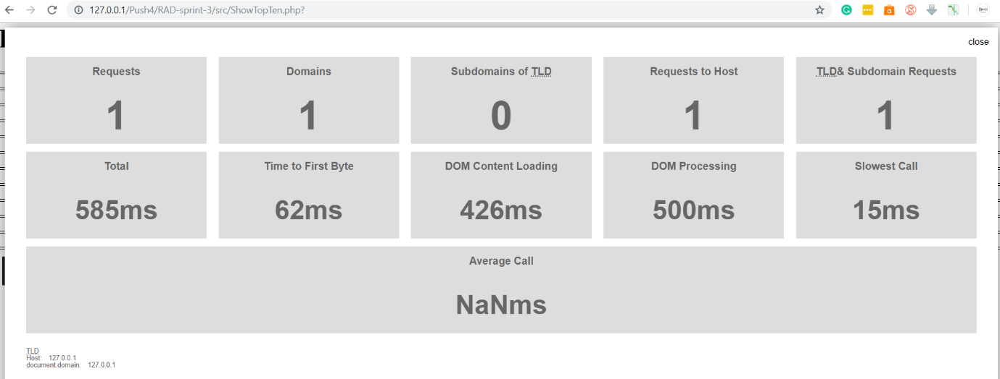 127.0.0.1/Push4/RAD-sprint-3/src/ShowTopTen.php?
close
Requests
1
Domains
1
Subdomains of TLD
0
Requests to Host
1
TLD& Subdomain Requests
1
Total
585ms
Time to First Byte
62ms
DOM Content Loading
426ms
DOM Processing
500ms
Slowest Call
15ms
Average Call
NaNms
TLD
Host: 127.0.0.1
document.domain: 127.0.0.1